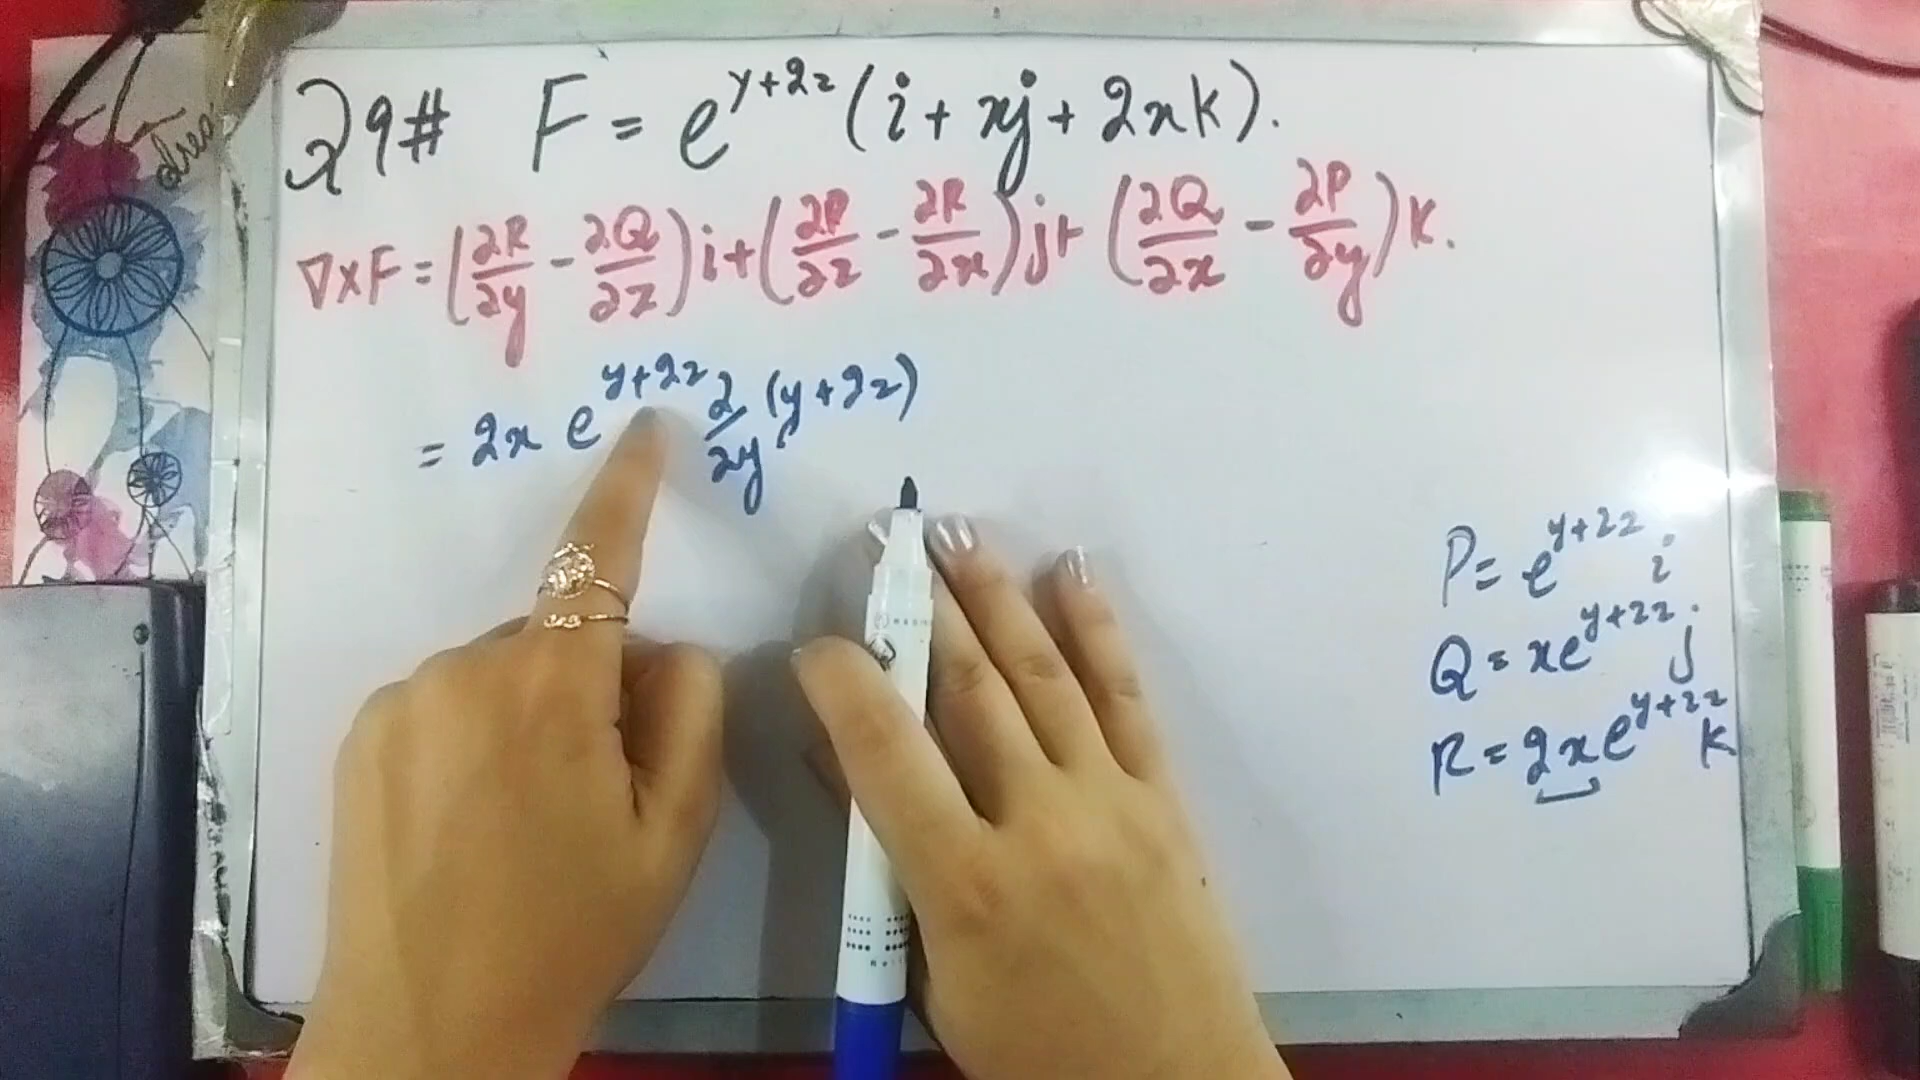 29# F = e^{y+2z} (i + xj + 2xk).
∇×F = (∂R/∂y − ∂Q/∂z) i + (∂P/∂z − ∂R/∂x) j + (∂Q/∂x − ∂P/∂y) k.
= 2x e^{y+2z} ∂/∂y (y+2z)
P = e^{y+2z} i
Q = xe^{y+2z} j
R = 2xe^{y+2z} k